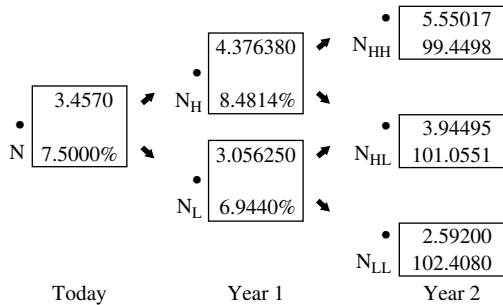 3.4570
N
7.5000%
4.376380
N_H
8.4814%
3.056250
N_L
6.9440%
5.55017
N_HH
99.4498
3.94495
N_HL
101.0551
2.59200
N_LL
102.4080
Today Year 1 Year 2